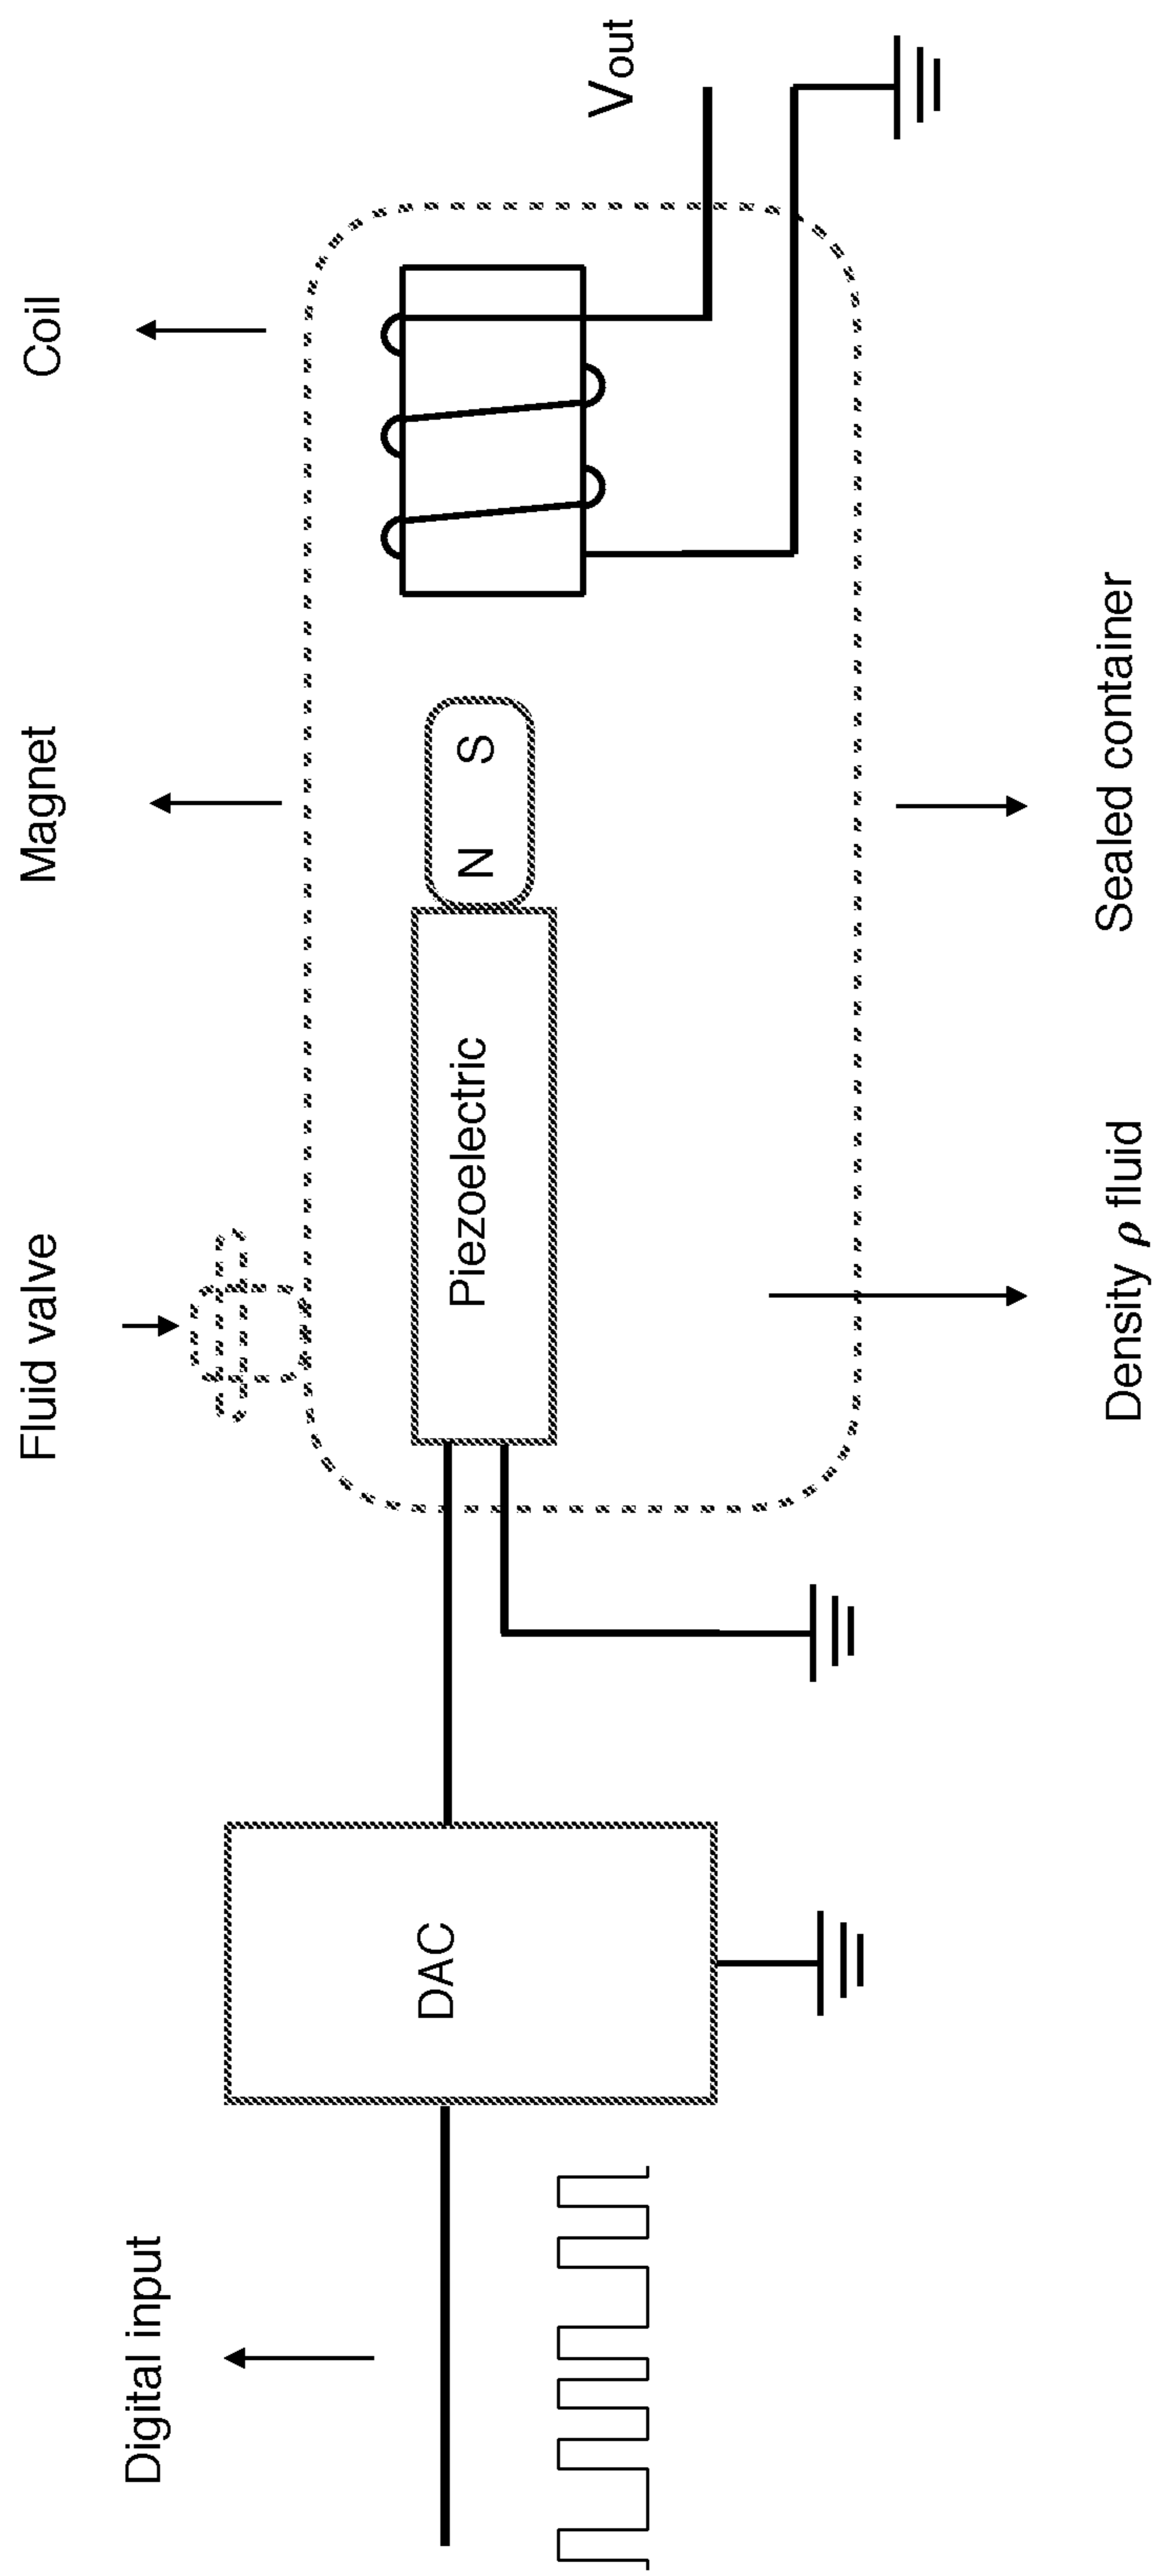 Digital input
DAC
Fluid valve
Piezoelectric
Magnet
N S
Coil
Vout
Density ρ fluid
Sealed container